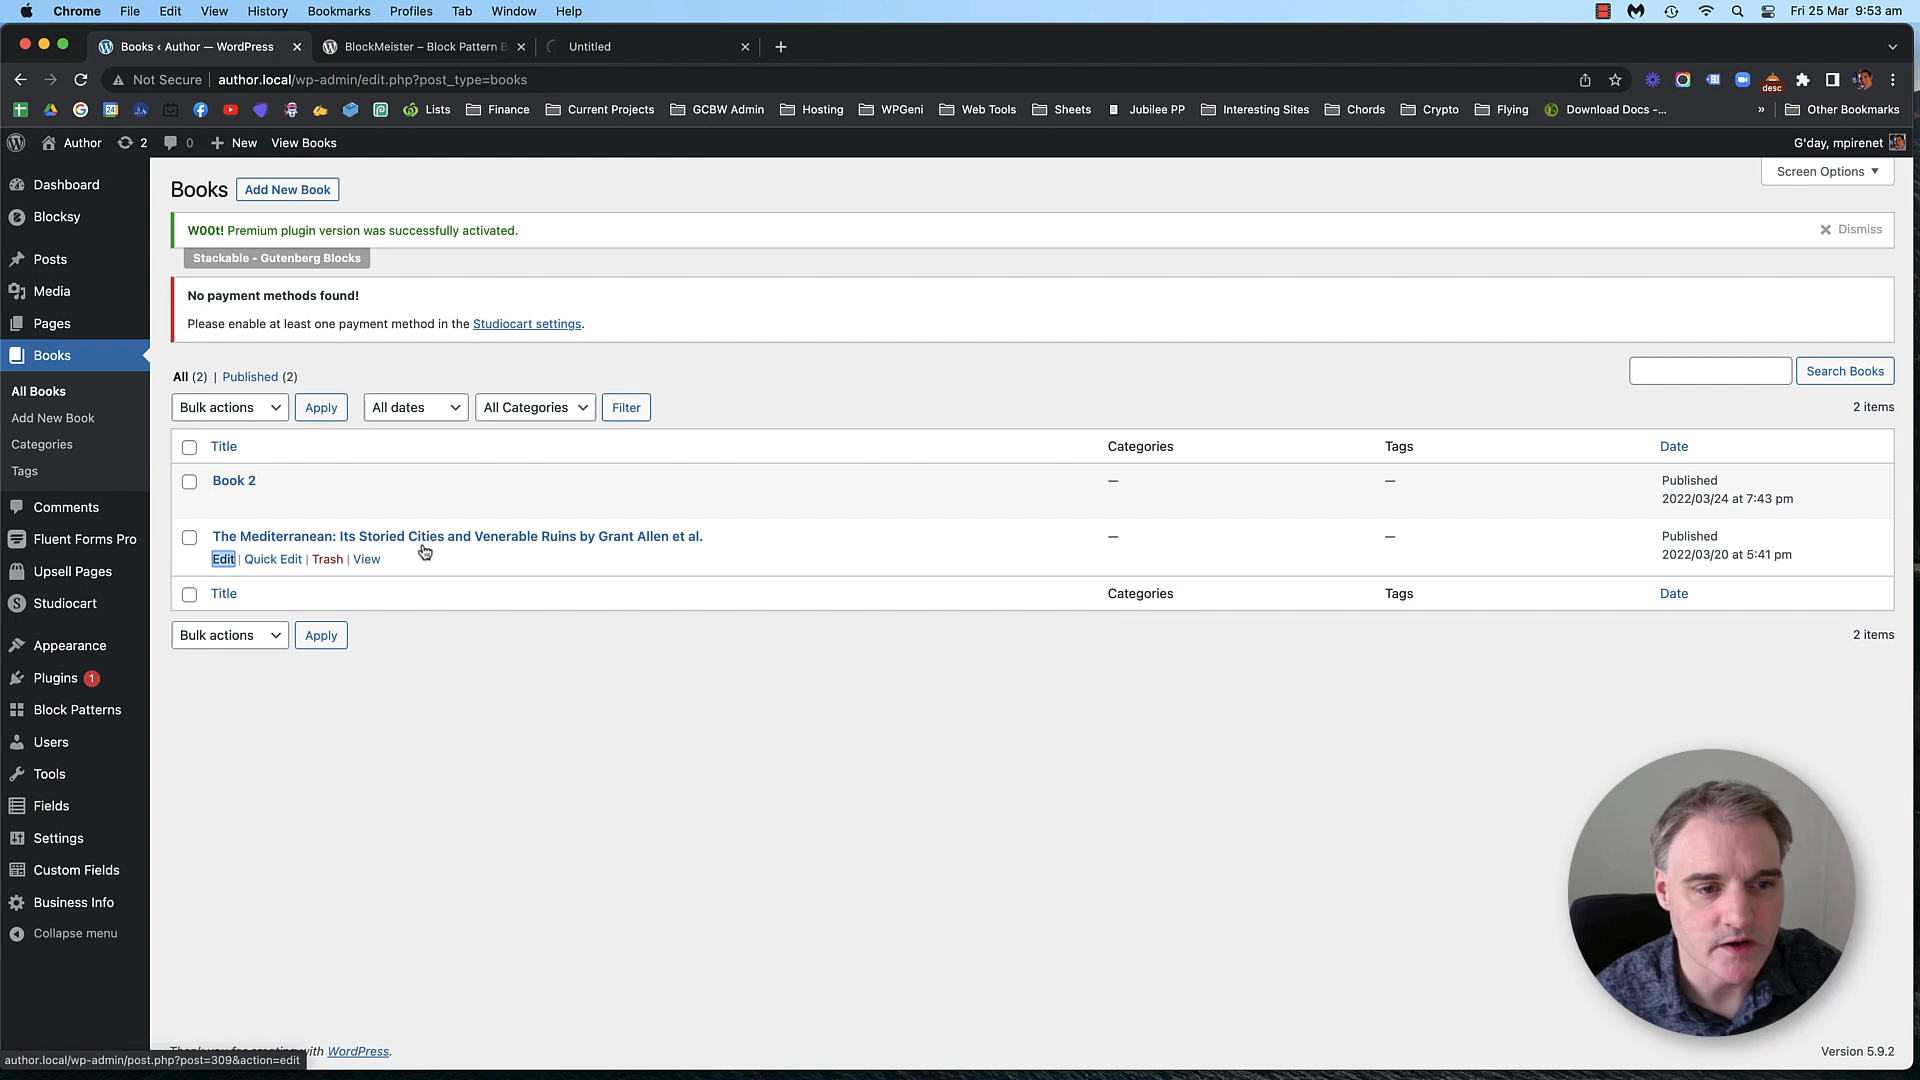 Chrome File Edit View History Bookmarks Profiles Tab Window Help Fri 25 Mar 9:53 am
Books ‹ Author — WordPress BlockMeister – Block Pattern B Untitled
Not Secure author.local/wp-admin/edit.php?post_type=books desc
Lists Finance Current Projects GCBW Admin Hosting WPGeni Web Tools Sheets Jubilee PP Interesting Sites Chords Crypto Flying Download Docs -... » Other Bookmarks
Author 2 0 New View Books G'day, mpirenet
Screen Options ▼
Dashboard
Blocksy
Posts
Media
Pages
Books
All Books
Add New Book
Categories
Tags
Comments
Fluent Forms Pro
Upsell Pages
Studiocart
Appearance
Plugins 1
Block Patterns
Users
Tools
Fields
Settings
Custom Fields
Business Info
Collapse menu
Books Add New Book
W00t! Premium plugin version was successfully activated. Dismiss
Stackable - Gutenberg Blocks
No payment methods found!
Please enable at least one payment method in the Studiocart settings.
All (2) | Published (2) Search Books
Bulk actions Apply All dates All Categories Filter 2 items
Title Categories Tags Date
Book 2 — — Published
2022/03/24 at 7:43 pm
The Mediterranean: Its Storied Cities and Venerable Ruins by Grant Allen et al. — — Published
Edit | Quick Edit | Trash | View 2022/03/20 at 5:41 pm
Title Categories Tags Date
Bulk actions Apply 2 items
with WordPress. Version 5.9.2
author.local/wp-admin/post.php?post=309&action=edit